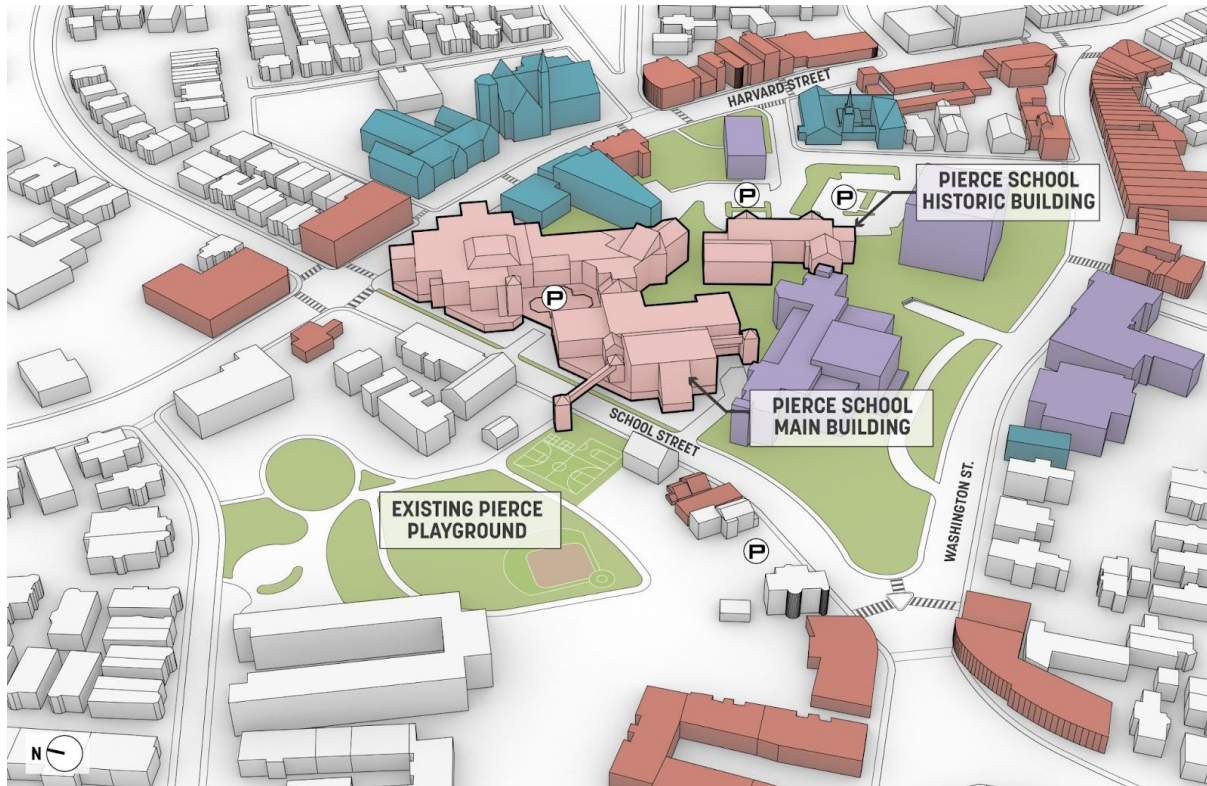 HARVARD STREET
P
P
PIERCE SCHOOL
HISTORIC BUILDING
P
PIERCE SCHOOL
MAIN BUILDING
SCHOOL STREET
EXISTING PIERCE
PLAYGROUND
WASHINGTON ST.
P
N